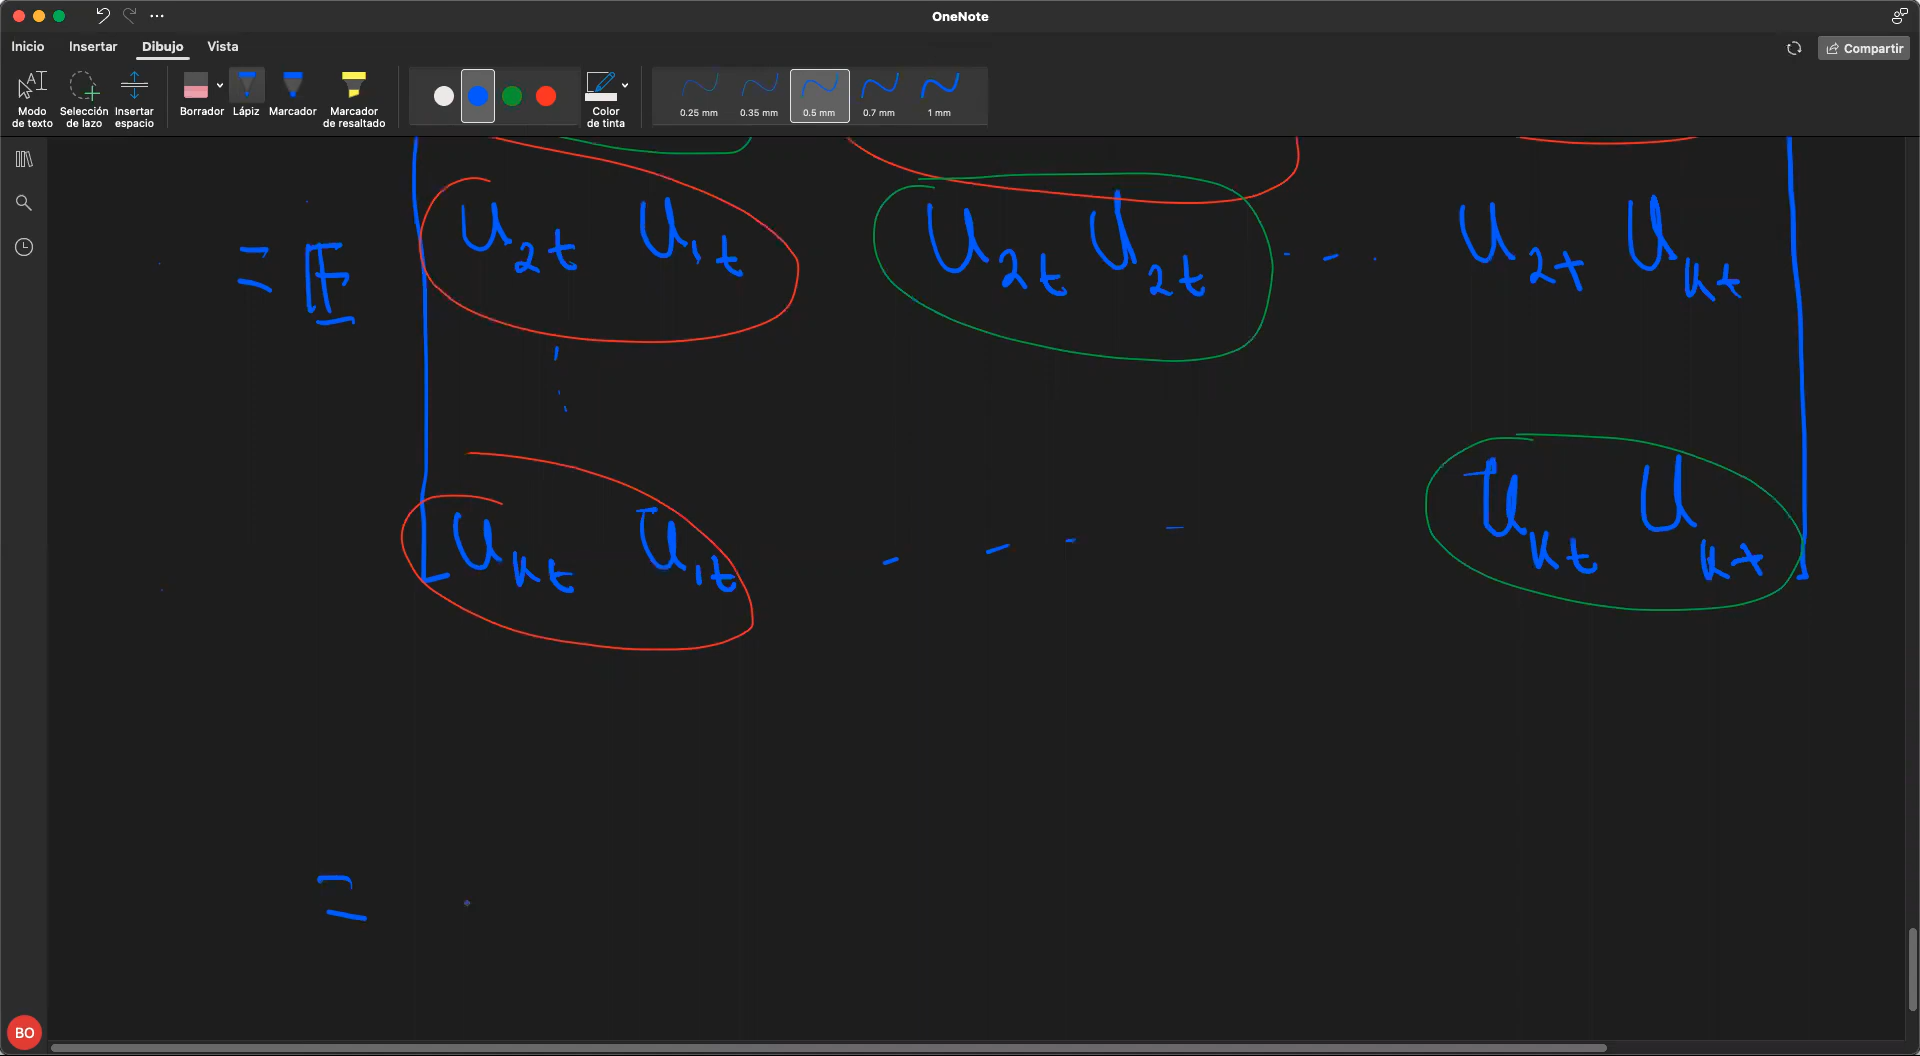 OneNote
Inicio Insertar Dibujo Vista Compartir
Modo de texto Selección de lazo Insertar espacio Borrador Lápiz Marcador Marcador de resaltado Color de tinta 0.25 mm 0.35 mm 0.5 mm 0.7 mm 1 mm
= E U2t U1t U2t U2t - - . U2t Ukt
Ukt U1t - - - - Ukt Ukt
=
BO